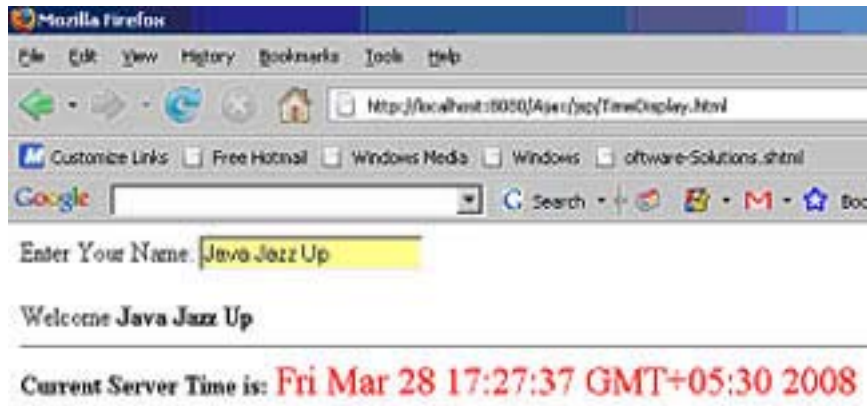 Mozilla Firefox
File Edit View History Bookmarks Tools Help
http://localhost:8080/Ajax/jsp/TimeDisplay.html
Customize Links Free Hotmail Windows Media Windows oftware-Solutions.shtml
Google G Search Boo
Enter Your Name. Java Jazz Up
Welcome Java Jazz Up
Current Server Time is: Fri Mar 28 17:27:37 GMT+05:30 2008